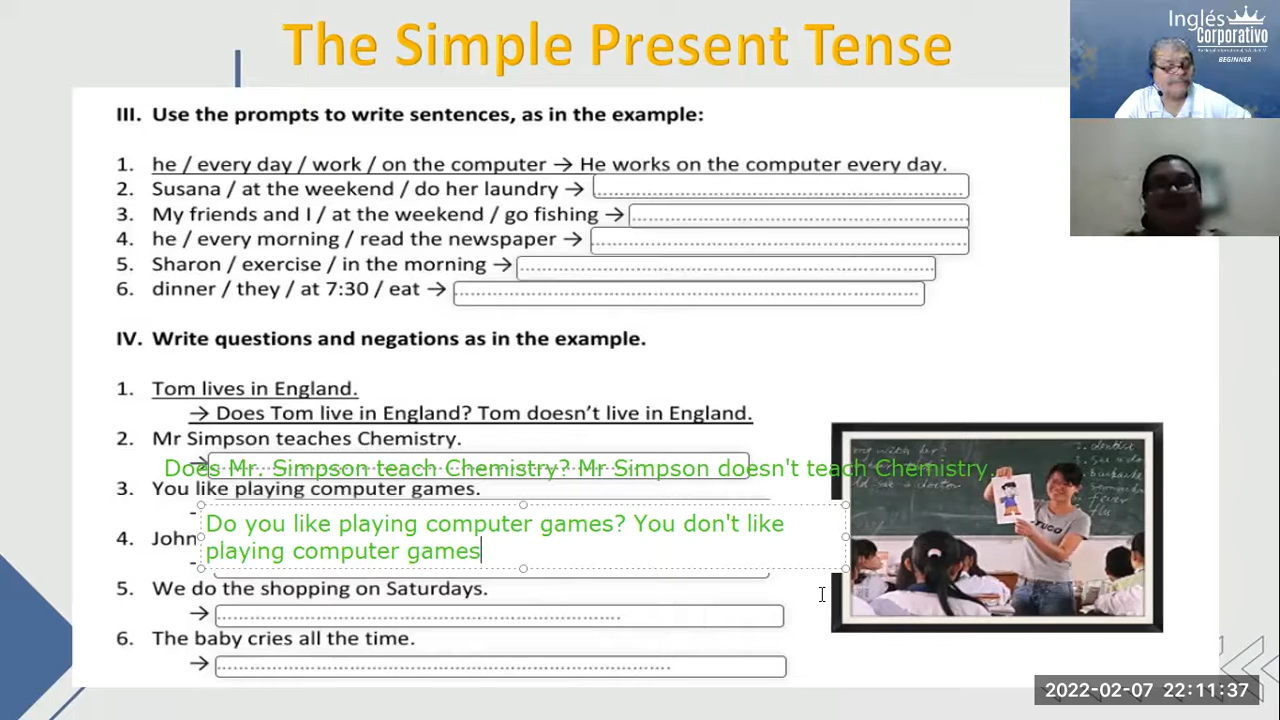 The Simple Present Tense
Inglés
Corporativo
BEGINNER
III. Use the prompts to write sentences, as in the example:
1. he / every day / work / on the computer → He works on the computer every day.
2. Susana / at the weekend / do her laundry → ........................................................................
3. My friends and I / at the weekend / go fishing → ................................................................
4. he / every morning / read the newspaper → ........................................................................
5. Sharon / exercise / in the morning → ................................................................................
6. dinner / they / at 7:30 / eat → ........................................................................................
IV. Write questions and negations as in the example.
1. Tom lives in England.
→ Does Tom live in England? Tom doesn't live in England.
2. Mr Simpson teaches Chemistry.
→ Does Mr. Simpson teach Chemistry? Mr Simpson doesn't teach Chemistry.
3. You like playing computer games.
Do you like playing computer games? You don't like
playing computer games
4. John
5. We do the shopping on Saturdays.
→ ................................................................................
6. The baby cries all the time.
→ ........................................................................................
dentist
fever
flu
2022-02-07 22:11:37